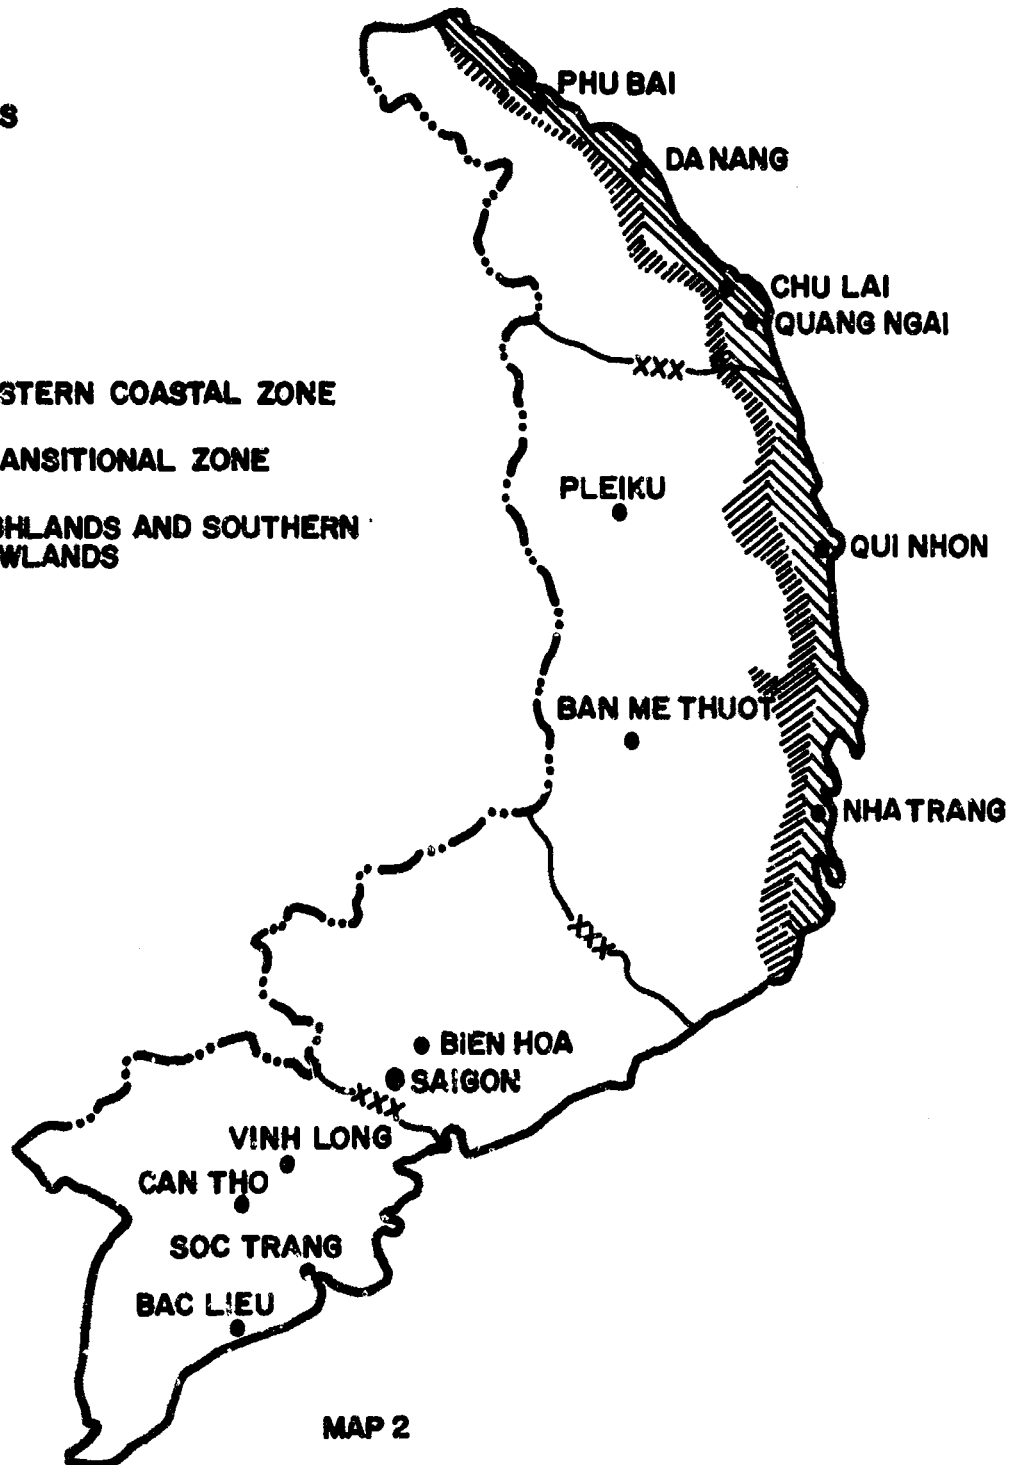 PHU BAI
S
DA NANG
CHU LAI
QUANG NGAI
XXX
STERN COASTAL ZONE
ANSITIONAL ZONE
PLEIKU
GHLANDS AND SOUTHERN
WLANDS
QUI NHON
BAN ME THUOT
NHA TRANG
XXX
BIEN HOA
SAIGON
XXX
VINH LONG
CAN THO
SOC TRANG
BAC LIEU
MAP 2